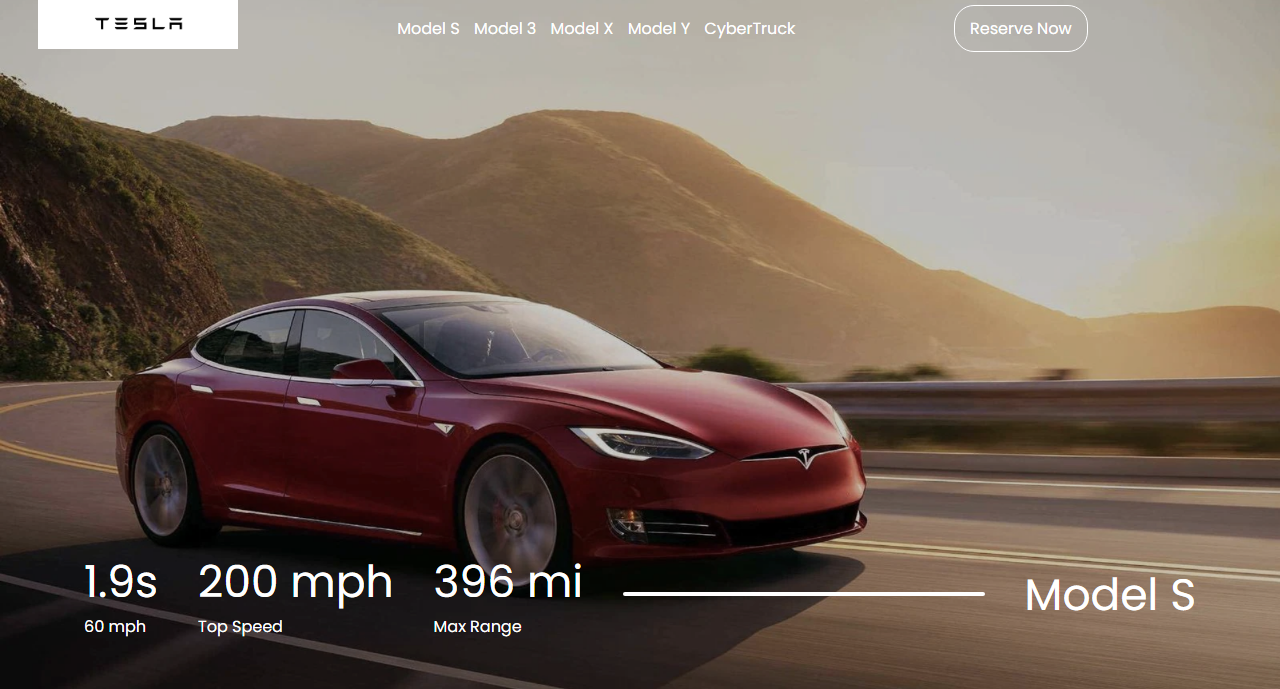 TESLA
Model S Model 3 Model X Model Y CyberTruck
Reserve Now
1.9s 200 mph 396 mi Model S
60 mph Top Speed Max Range